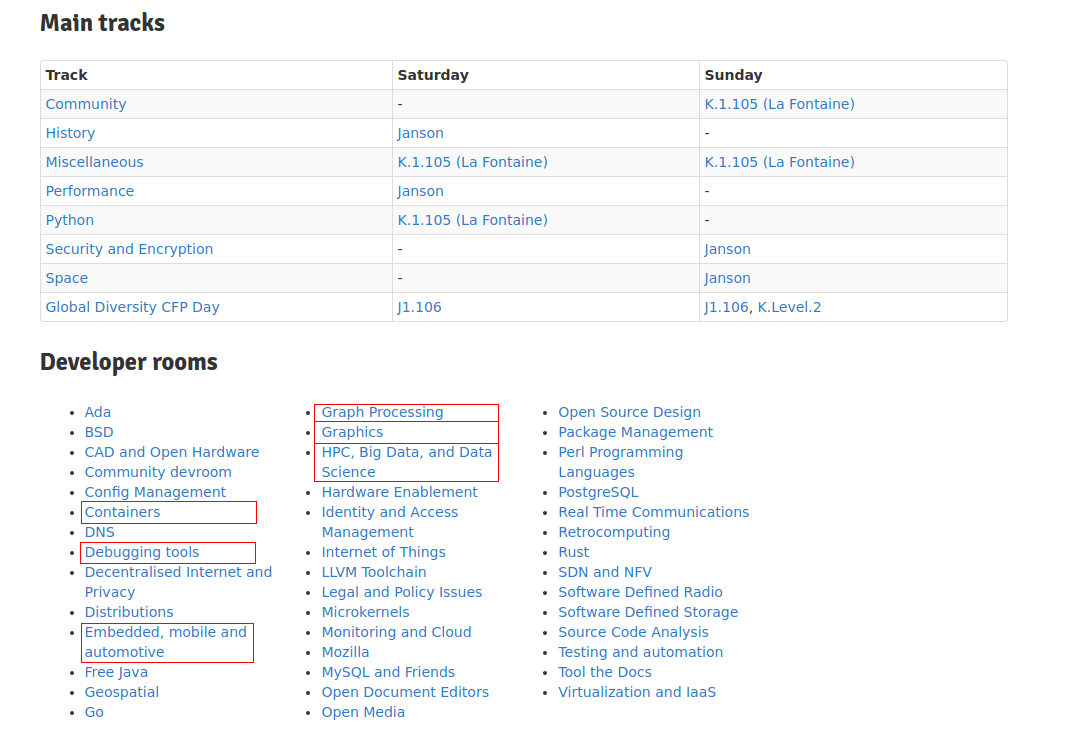 Main tracks
Track Saturday Sunday
Community - K.1.105 (La Fontaine)
History Janson -
Miscellaneous K.1.105 (La Fontaine) K.1.105 (La Fontaine)
Performance Janson -
Python K.1.105 (La Fontaine) -
Security and Encryption - Janson
Space - Janson
Global Diversity CFP Day J1.106 J1.106, K.Level.2
Developer rooms
Ada
BSD
CAD and Open Hardware
Community devroom
Config Management
Containers
DNS
Debugging tools
Decentralised Internet and
Privacy
Distributions
Embedded, mobile and
automotive
Free Java
Geospatial
Go
Graph Processing
Graphics
HPC, Big Data, and Data
Science
Hardware Enablement
Identity and Access
Management
Internet of Things
LLVM Toolchain
Legal and Policy Issues
Microkernels
Monitoring and Cloud
Mozilla
MySQL and Friends
Open Document Editors
Open Media
Open Source Design
Package Management
Perl Programming
Languages
PostgreSQL
Real Time Communications
Retrocomputing
Rust
SDN and NFV
Software Defined Radio
Software Defined Storage
Source Code Analysis
Testing and automation
Tool the Docs
Virtualization and IaaS